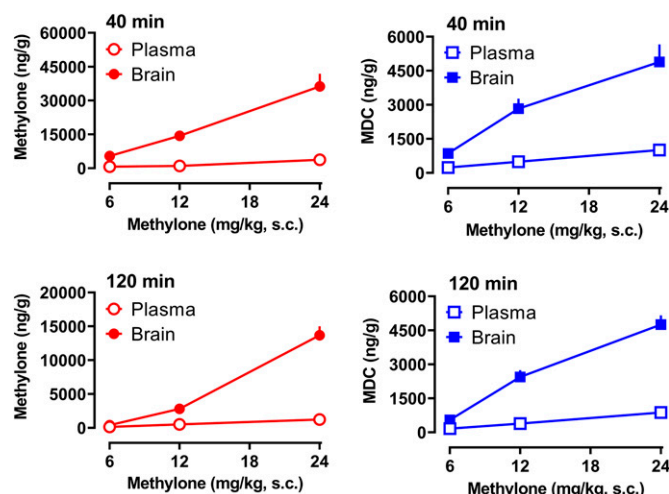 40 min
60000
45000
30000
15000
0
Methylone (ng/g)
Plasma
Brain
6 12 18 24
Methylone (mg/kg, s.c.)
40 min
6000
4500
3000
1500
0
MDC (ng/g)
Plasma
Brain
6 12 18 24
Methylone (mg/kg, s.c.)
120 min
20000
15000
10000
5000
0
Methylone (ng/g)
Plasma
Brain
6 12 18 24
Methylone (mg/kg, s.c.)
120 min
6000
4500
3000
1500
0
MDC (ng/g)
Plasma
Brain
6 12 18 24
Methylone (mg/kg, s.c.)